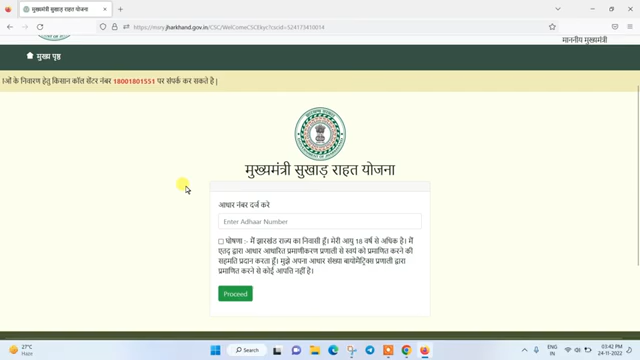 मुख्यमंत्री सुखाड़ राहत योजना
https://msry.jharkhand.gov.in/CSC/WelComeCSCEkyc?cscid=524173410014
माननीय मुख्यमंत्री
मुख्य पृष्ठ
ओं के निवारण हेतु किसान कॉल सेंटर नंबर 18001801551 पर संपर्क कर सकते है |
मुख्यमंत्री सुखाड़ राहत योजना
आधार नंबर दर्ज करे
Enter Adhaar Number
घोषणा :- मैं झारखंड राज्य का निवासी हूँ। मेरी आयु 18 वर्ष से अधिक है। मैं
एतद् द्वारा आधार आधारित प्रमाणीकरण प्रणाली से स्वयं को प्रमाणित करने की
सहमति प्रदान करता हूँ। मुझे अपना आधार संख्या बायोमैट्रिक्स प्रणाली द्वारा
प्रमाणित करने से कोई आपत्ति नहीं है।
Proceed
27°C
Haze
Search
ENG
IN
03:42 PM
24-11-2022